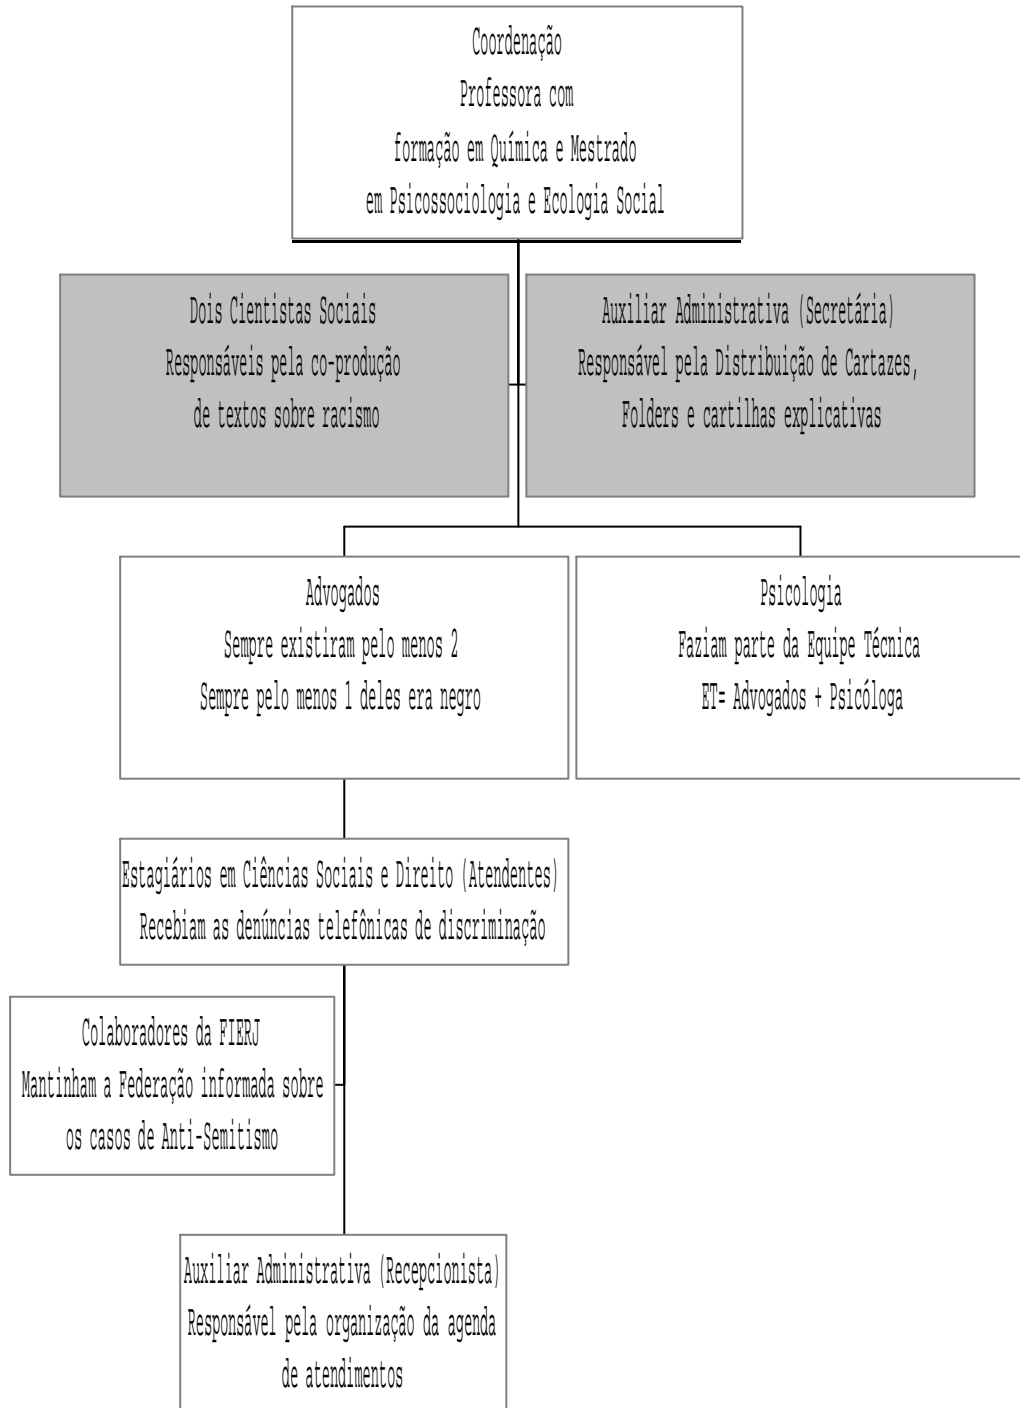 Coordenação
Professora com
formação em Química e Mestrado
em Psicossociologia e Ecologia Social
Dois Cientistas Sociais
Responsáveis pela co-produção
de textos sobre racismo
Auxiliar Administrativa (Secretária)
Responsável pela Distribuição de Cartazes,
Folders e cartilhas explicativas
Advogados
Sempre existiram pelo menos 2
Sempre pelo menos 1 deles era negro
Psicologia
Faziam parte da Equipe Técnica
ET= Advogados + Psicóloga
Estagiários em Ciências Sociais e Direito (Atendentes)
Recebiam as denúncias telefônicas de discriminação
Colaboradores da FIERJ
Mantinham a Federação informada sobre
os casos de Anti-Semitismo
Auxiliar Administrativa (Recepcionista)
Responsável pela organização da agenda
de atendimentos